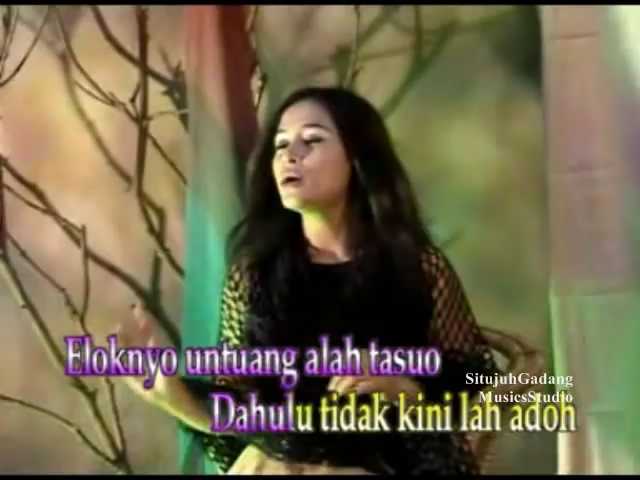 Eloknyo untuang alah tasuo
SitujuhGadang
MusicsStudio
Dahulu tidak kini lah adoh